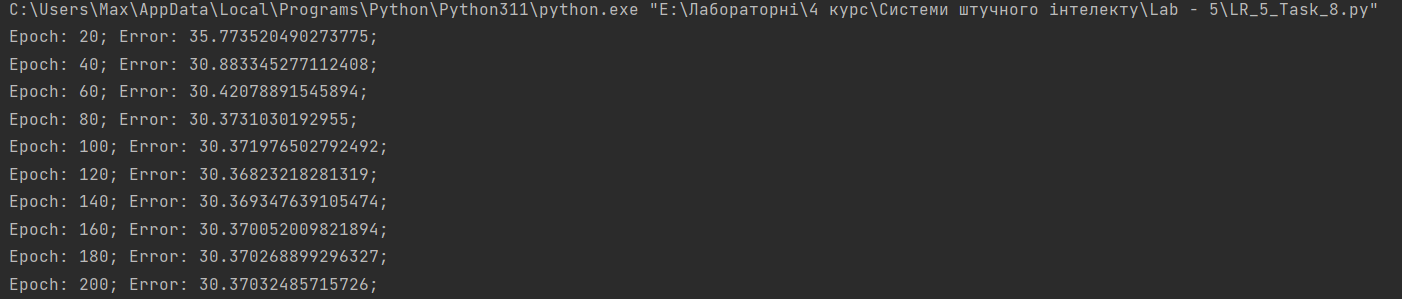 C:\Users\Max\AppData\Local\Programs\Python\Python311\python.exe "E:\Лабораторні\4 курс\Системи штучного інтелекту\Lab - 5\LR_5_Task_8.py"
Epoch: 20; Error: 35.773520490273775;
Epoch: 40; Error: 30.883345277112408;
Epoch: 60; Error: 30.42078891545894;
Epoch: 80; Error: 30.3731030192955;
Epoch: 100; Error: 30.371976502792492;
Epoch: 120; Error: 30.36823218281319;
Epoch: 140; Error: 30.369347639105474;
Epoch: 160; Error: 30.370052009821894;
Epoch: 180; Error: 30.370268899296327;
Epoch: 200; Error: 30.37032485715726;